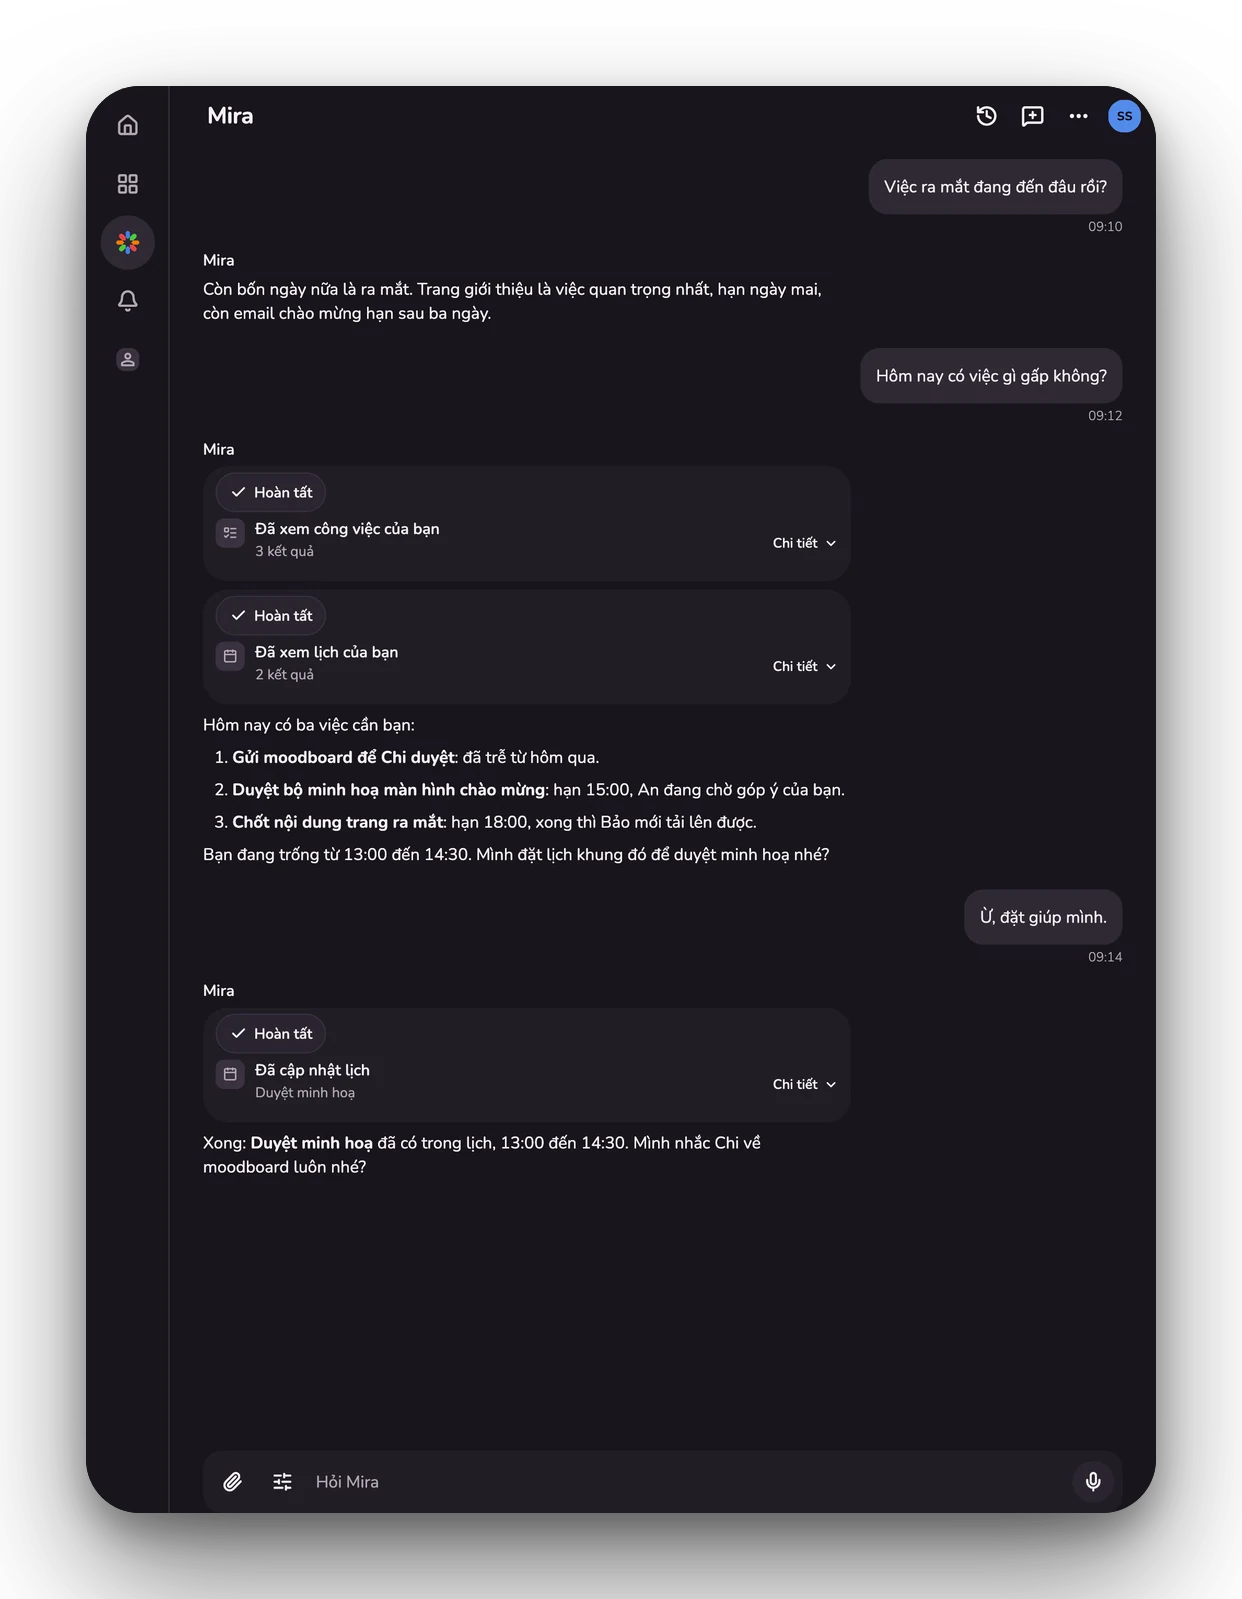 Mira
SS
Việc ra mắt đang đến đâu rồi?
09:10
Mira
Còn bốn ngày nữa là ra mắt. Trang giới thiệu là việc quan trọng nhất, hạn ngày mai,
còn email chào mừng hạn sau ba ngày.
Hôm nay có việc gì gấp không?
09:12
Mira
Hoàn tất
Đã xem công việc của bạn
3 kết quả
Chi tiết
Hoàn tất
Đã xem lịch của bạn
2 kết quả
Chi tiết
Hôm nay có ba việc cần bạn:
1. Gửi moodboard để Chi duyệt: đã trễ từ hôm qua.
2. Duyệt bộ minh hoạ màn hình chào mừng: hạn 15:00, An đang chờ góp ý của bạn.
3. Chốt nội dung trang ra mắt: hạn 18:00, xong thì Bảo mới tải lên được.
Bạn đang trống từ 13:00 đến 14:30. Mình đặt lịch khung đó để duyệt minh hoạ nhé?
Ừ, đặt giúp mình.
09:14
Mira
Hoàn tất
Đã cập nhật lịch
Duyệt minh hoạ
Chi tiết
Xong: Duyệt minh hoạ đã có trong lịch, 13:00 đến 14:30. Mình nhắc Chi về
moodboard luôn nhé?
Hỏi Mira